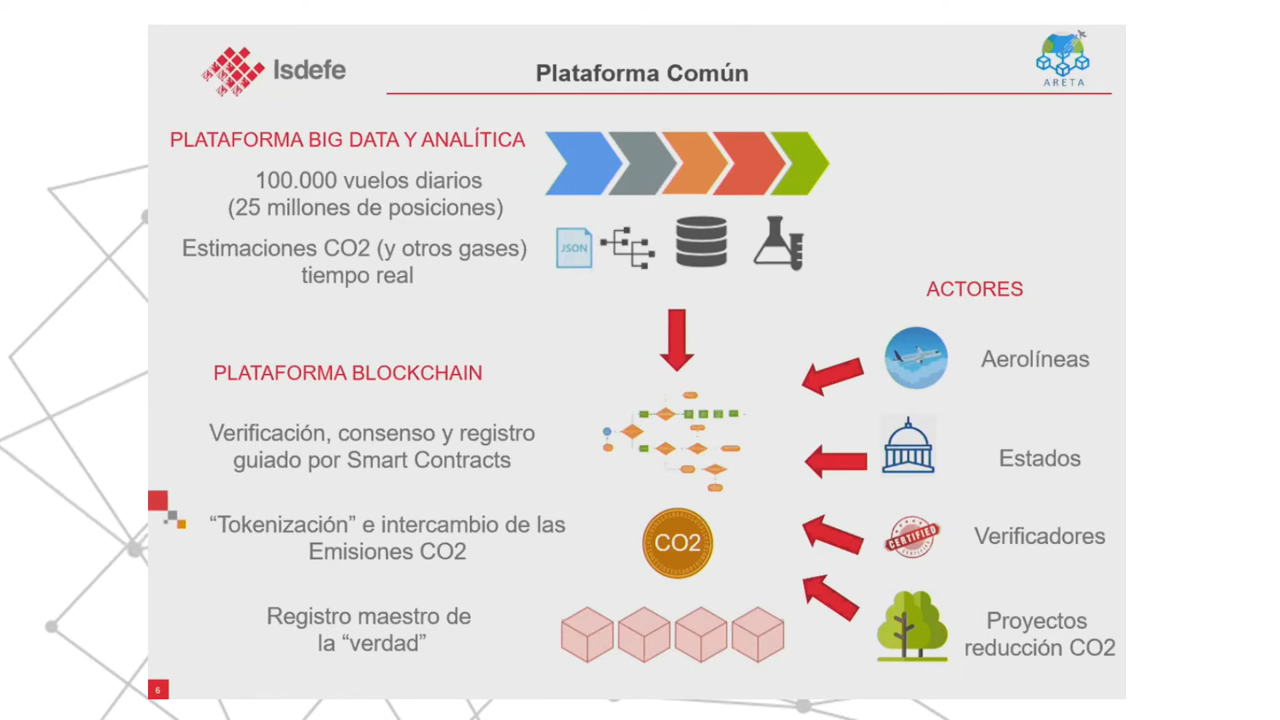 Isdefe
Plataforma Común
ARETA
PLATAFORMA BIG DATA Y ANALÍTICA
100.000 vuelos diarios
(25 millones de posiciones)
Estimaciones CO2 (y otros gases)
tiempo real
JSON
ACTORES
Aerolíneas
PLATAFORMA BLOCKCHAIN
Verificación, consenso y registro
guiado por Smart Contracts
Estados
"Tokenización" e intercambio de las
Emisiones CO2
CO2
CERTIFIED
Verificadores
Registro maestro de
la "verdad"
Proyectos
reducción CO2
6